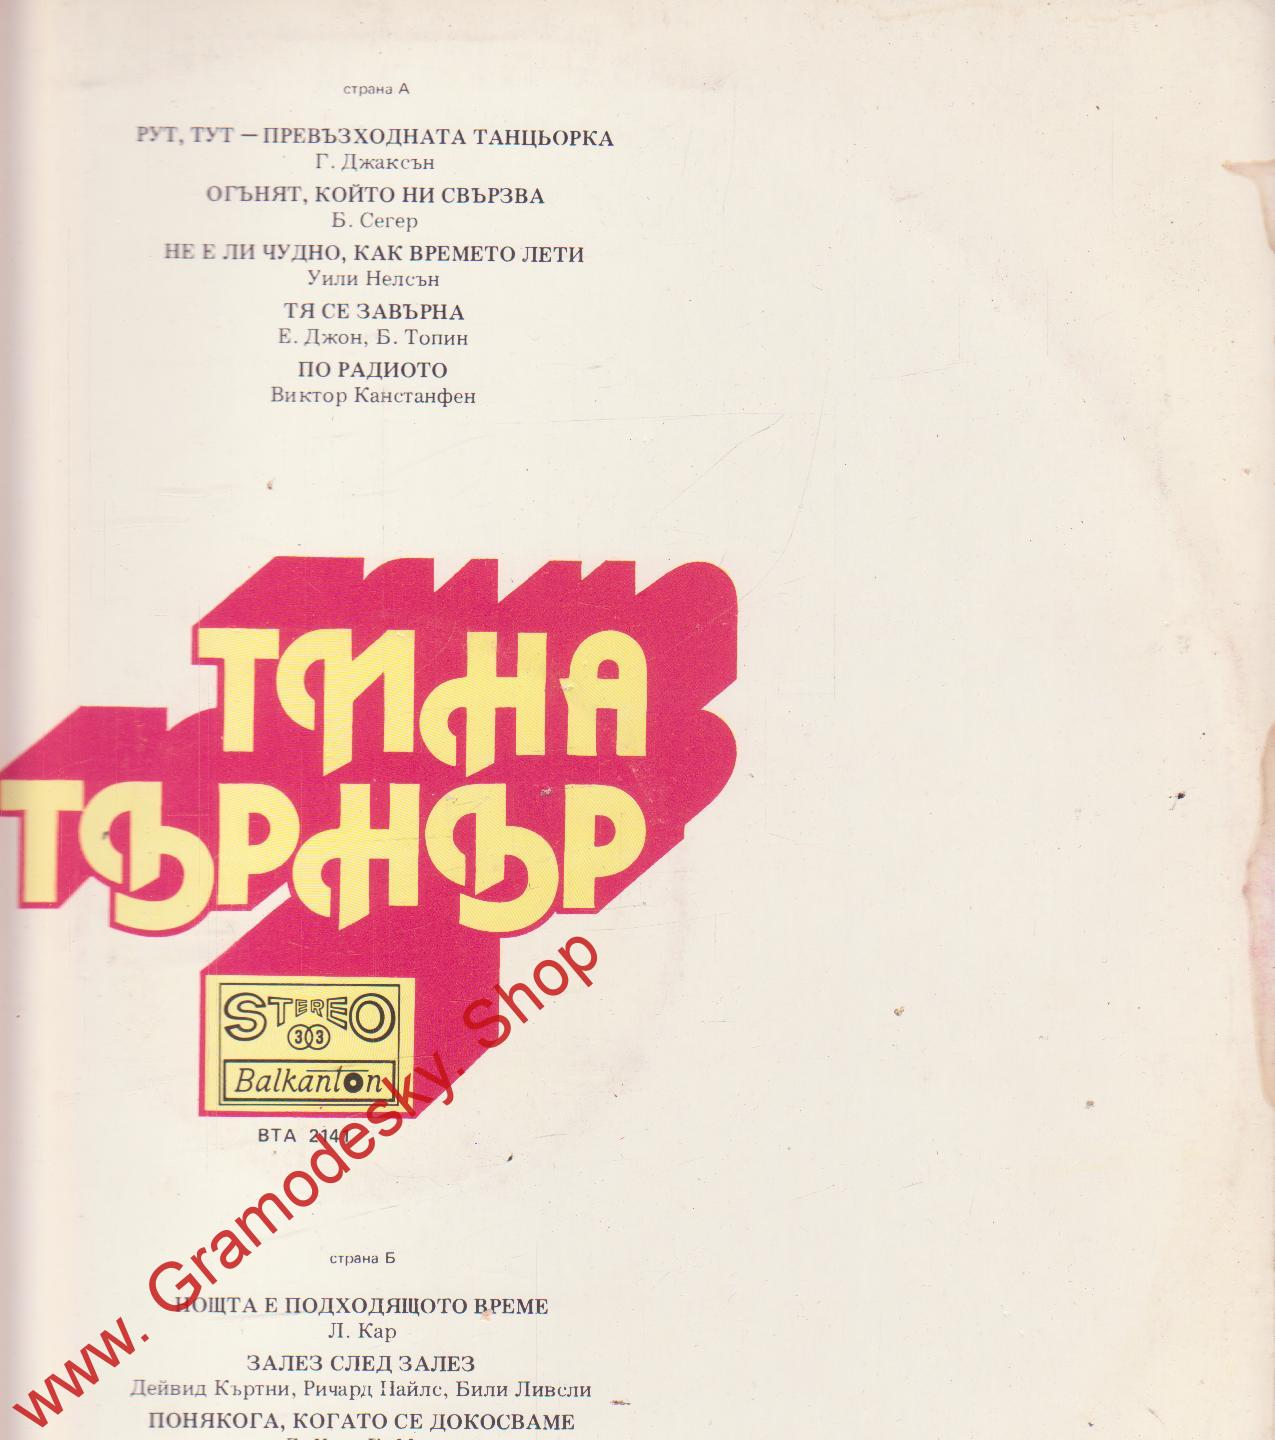 страна А
РУТ, ТУТ — ПРЕВЪЗХОДНАТА ТАНЦЬОРКА
Г. Джаксън
ОГЪНЯТ, КОЙТО НИ СВЪРЗВА
Б. Сегер
НЕ Е ЛИ ЧУДНО, КАК ВРЕМЕТО ЛЕТИ
Уили Нелсън
ТЯ СЕ ЗАВЪРНА
Е. Джон, Б. Топин
ПО РАДИОТО
Виктор Канстанфен
ТИНА
ТЪРНЪР
STEREO
33
Balkanton
ВТА 2141
www. Gramodesky. Shop
страна Б
НОЩТА Е ПОДХОДЯЩОТО ВРЕМЕ
Л. Кар
ЗАЛЕЗ СЛЕД ЗАЛЕЗ
Дейвид Къртни, Ричард Найлс, Били Ливсли
ПОНЯКОГА, КОГАТО СЕ ДОКОСВАМЕ